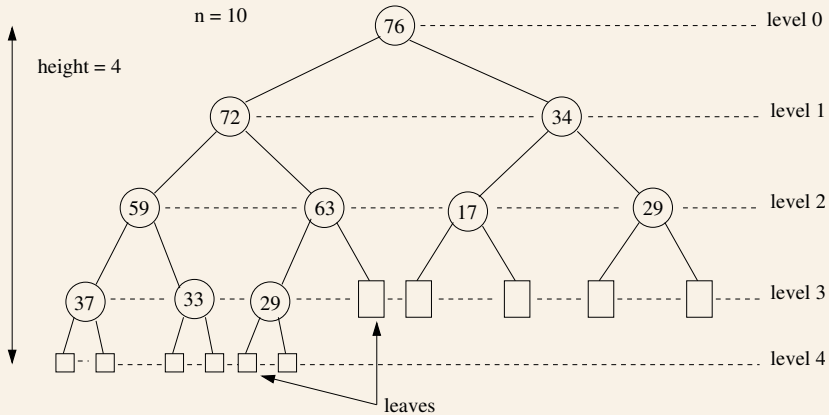 n = 10
76
level 0
height = 4
72
34
level 1
59
63
17
29
level 2
37
33
29
level 3
level 4
leaves